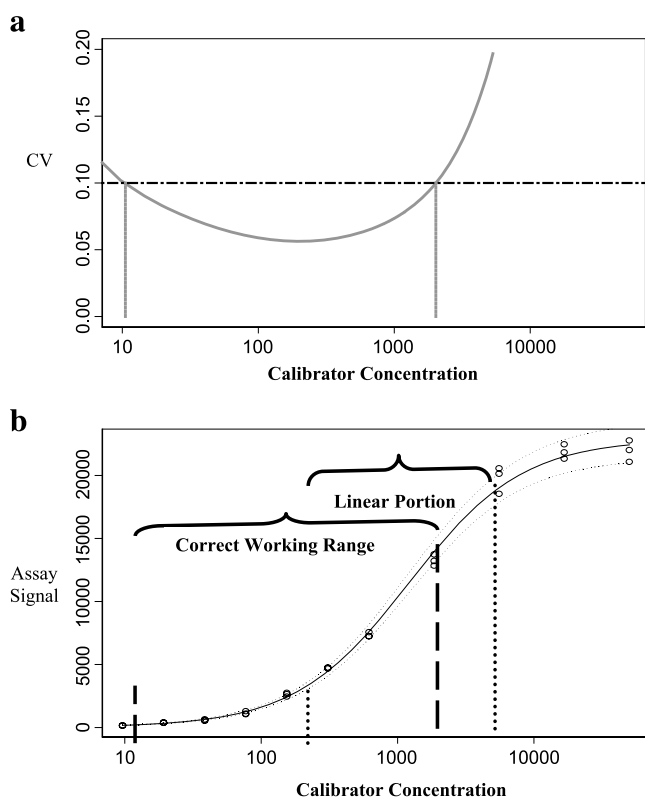 a
0.20
0.15
CV
0.10
0.05
0.00
10 100 1000 10000
Calibrator Concentration
b
20000
Linear Portion
15000
Correct Working Range
Assay
Signal
10000
5000
0
10 100 1000 10000
Calibrator Concentration